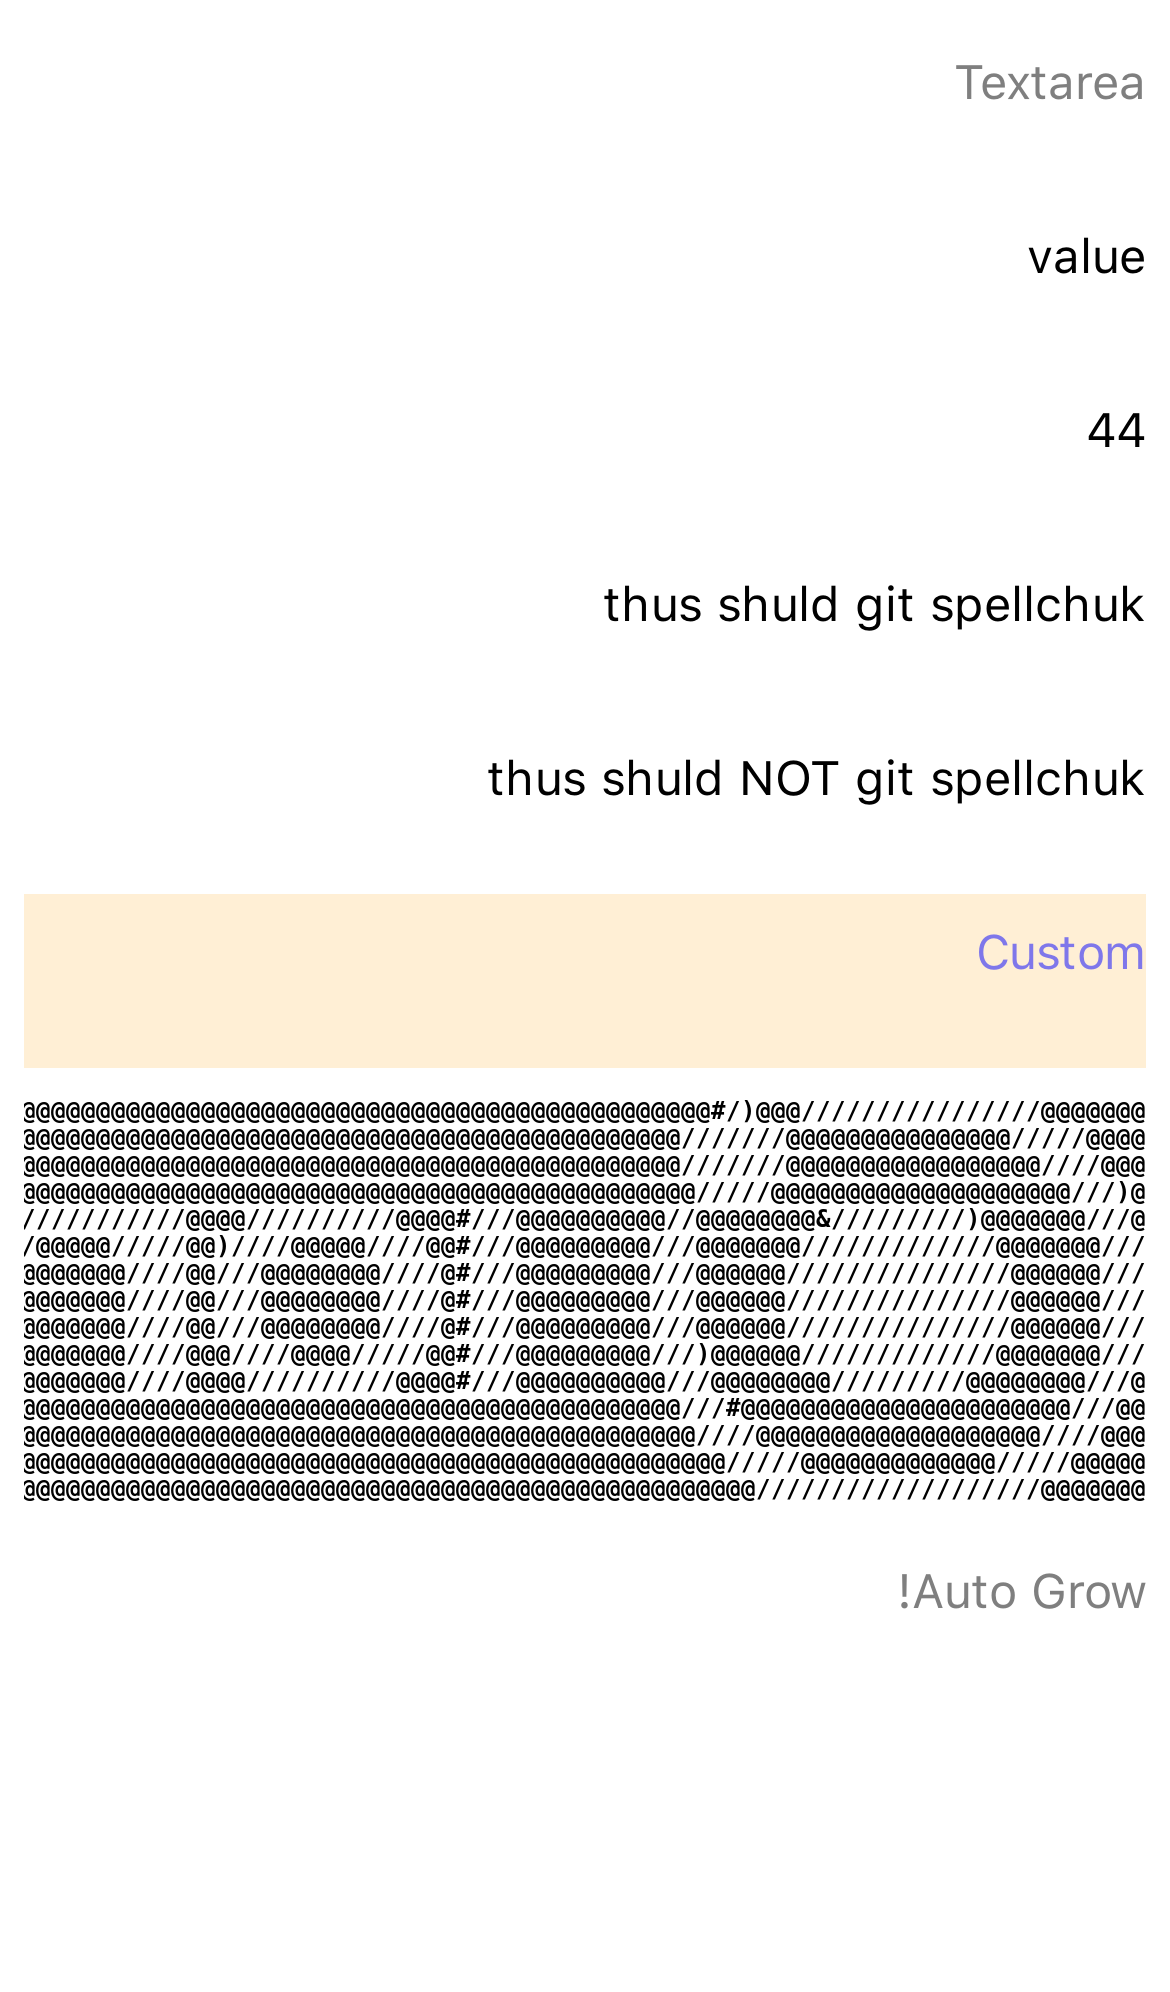 Textarea
value
44
thus shuld git spellchuk
thus shuld NOT git spellchuk
Custom
@@@@@@@@@@@@@@@@@@@@@@@@@@@@@@@@@@@@@@@@@@@@@@#/)@@@////////////////@@@@@@@
@@@@@@@@@@@@@@@@@@@@@@@@@@@@@@@@@@@@@@@@@@@@///////@@@@@@@@@@@@@@@/////@@@@
@@@@@@@@@@@@@@@@@@@@@@@@@@@@@@@@@@@@@@@@@@@@///////@@@@@@@@@@@@@@@@@////@@@
@@@@@@@@@@@@@@@@@@@@@@@@@@@@@@@@@@@@@@@@@@@@@/////@@@@@@@@@@@@@@@@@@@@///)@
///////////@@@@//////////@@@@#///@@@@@@@@@@//@@@@@@@@&/////////)@@@@@@@///@
/@@@@@/////@@)////@@@@@////@@#///@@@@@@@@@///@@@@@@@/////////////@@@@@@@///
@@@@@@@////@@///@@@@@@@@////@#///@@@@@@@@@///@@@@@@///////////////@@@@@@///
@@@@@@@////@@///@@@@@@@@////@#///@@@@@@@@@///@@@@@@///////////////@@@@@@///
@@@@@@@////@@///@@@@@@@@////@#///@@@@@@@@@///@@@@@@///////////////@@@@@@///
@@@@@@@////@@@////@@@@/////@@#///@@@@@@@@@///)@@@@@@/////////////@@@@@@@///
@@@@@@@////@@@@//////////@@@@#///@@@@@@@@@@///@@@@@@@@/////////@@@@@@@@///@
@@@@@@@@@@@@@@@@@@@@@@@@@@@@@@@@@@@@@@@@@@@@///#@@@@@@@@@@@@@@@@@@@@@@///@@
@@@@@@@@@@@@@@@@@@@@@@@@@@@@@@@@@@@@@@@@@@@@@////@@@@@@@@@@@@@@@@@@@////@@@
@@@@@@@@@@@@@@@@@@@@@@@@@@@@@@@@@@@@@@@@@@@@@@@/////@@@@@@@@@@@@@/////@@@@@
@@@@@@@@@@@@@@@@@@@@@@@@@@@@@@@@@@@@@@@@@@@@@@@@@///////////////////@@@@@@@
!Auto Grow